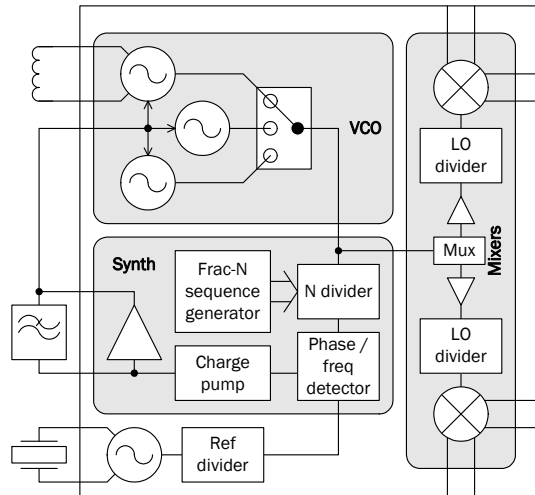 VCO
LO
divider
Mux
Mixers
Synth
Frac-N
sequence
generator
N divider
LO
divider
Charge
pump
Phase /
freq
detector
Ref
divider